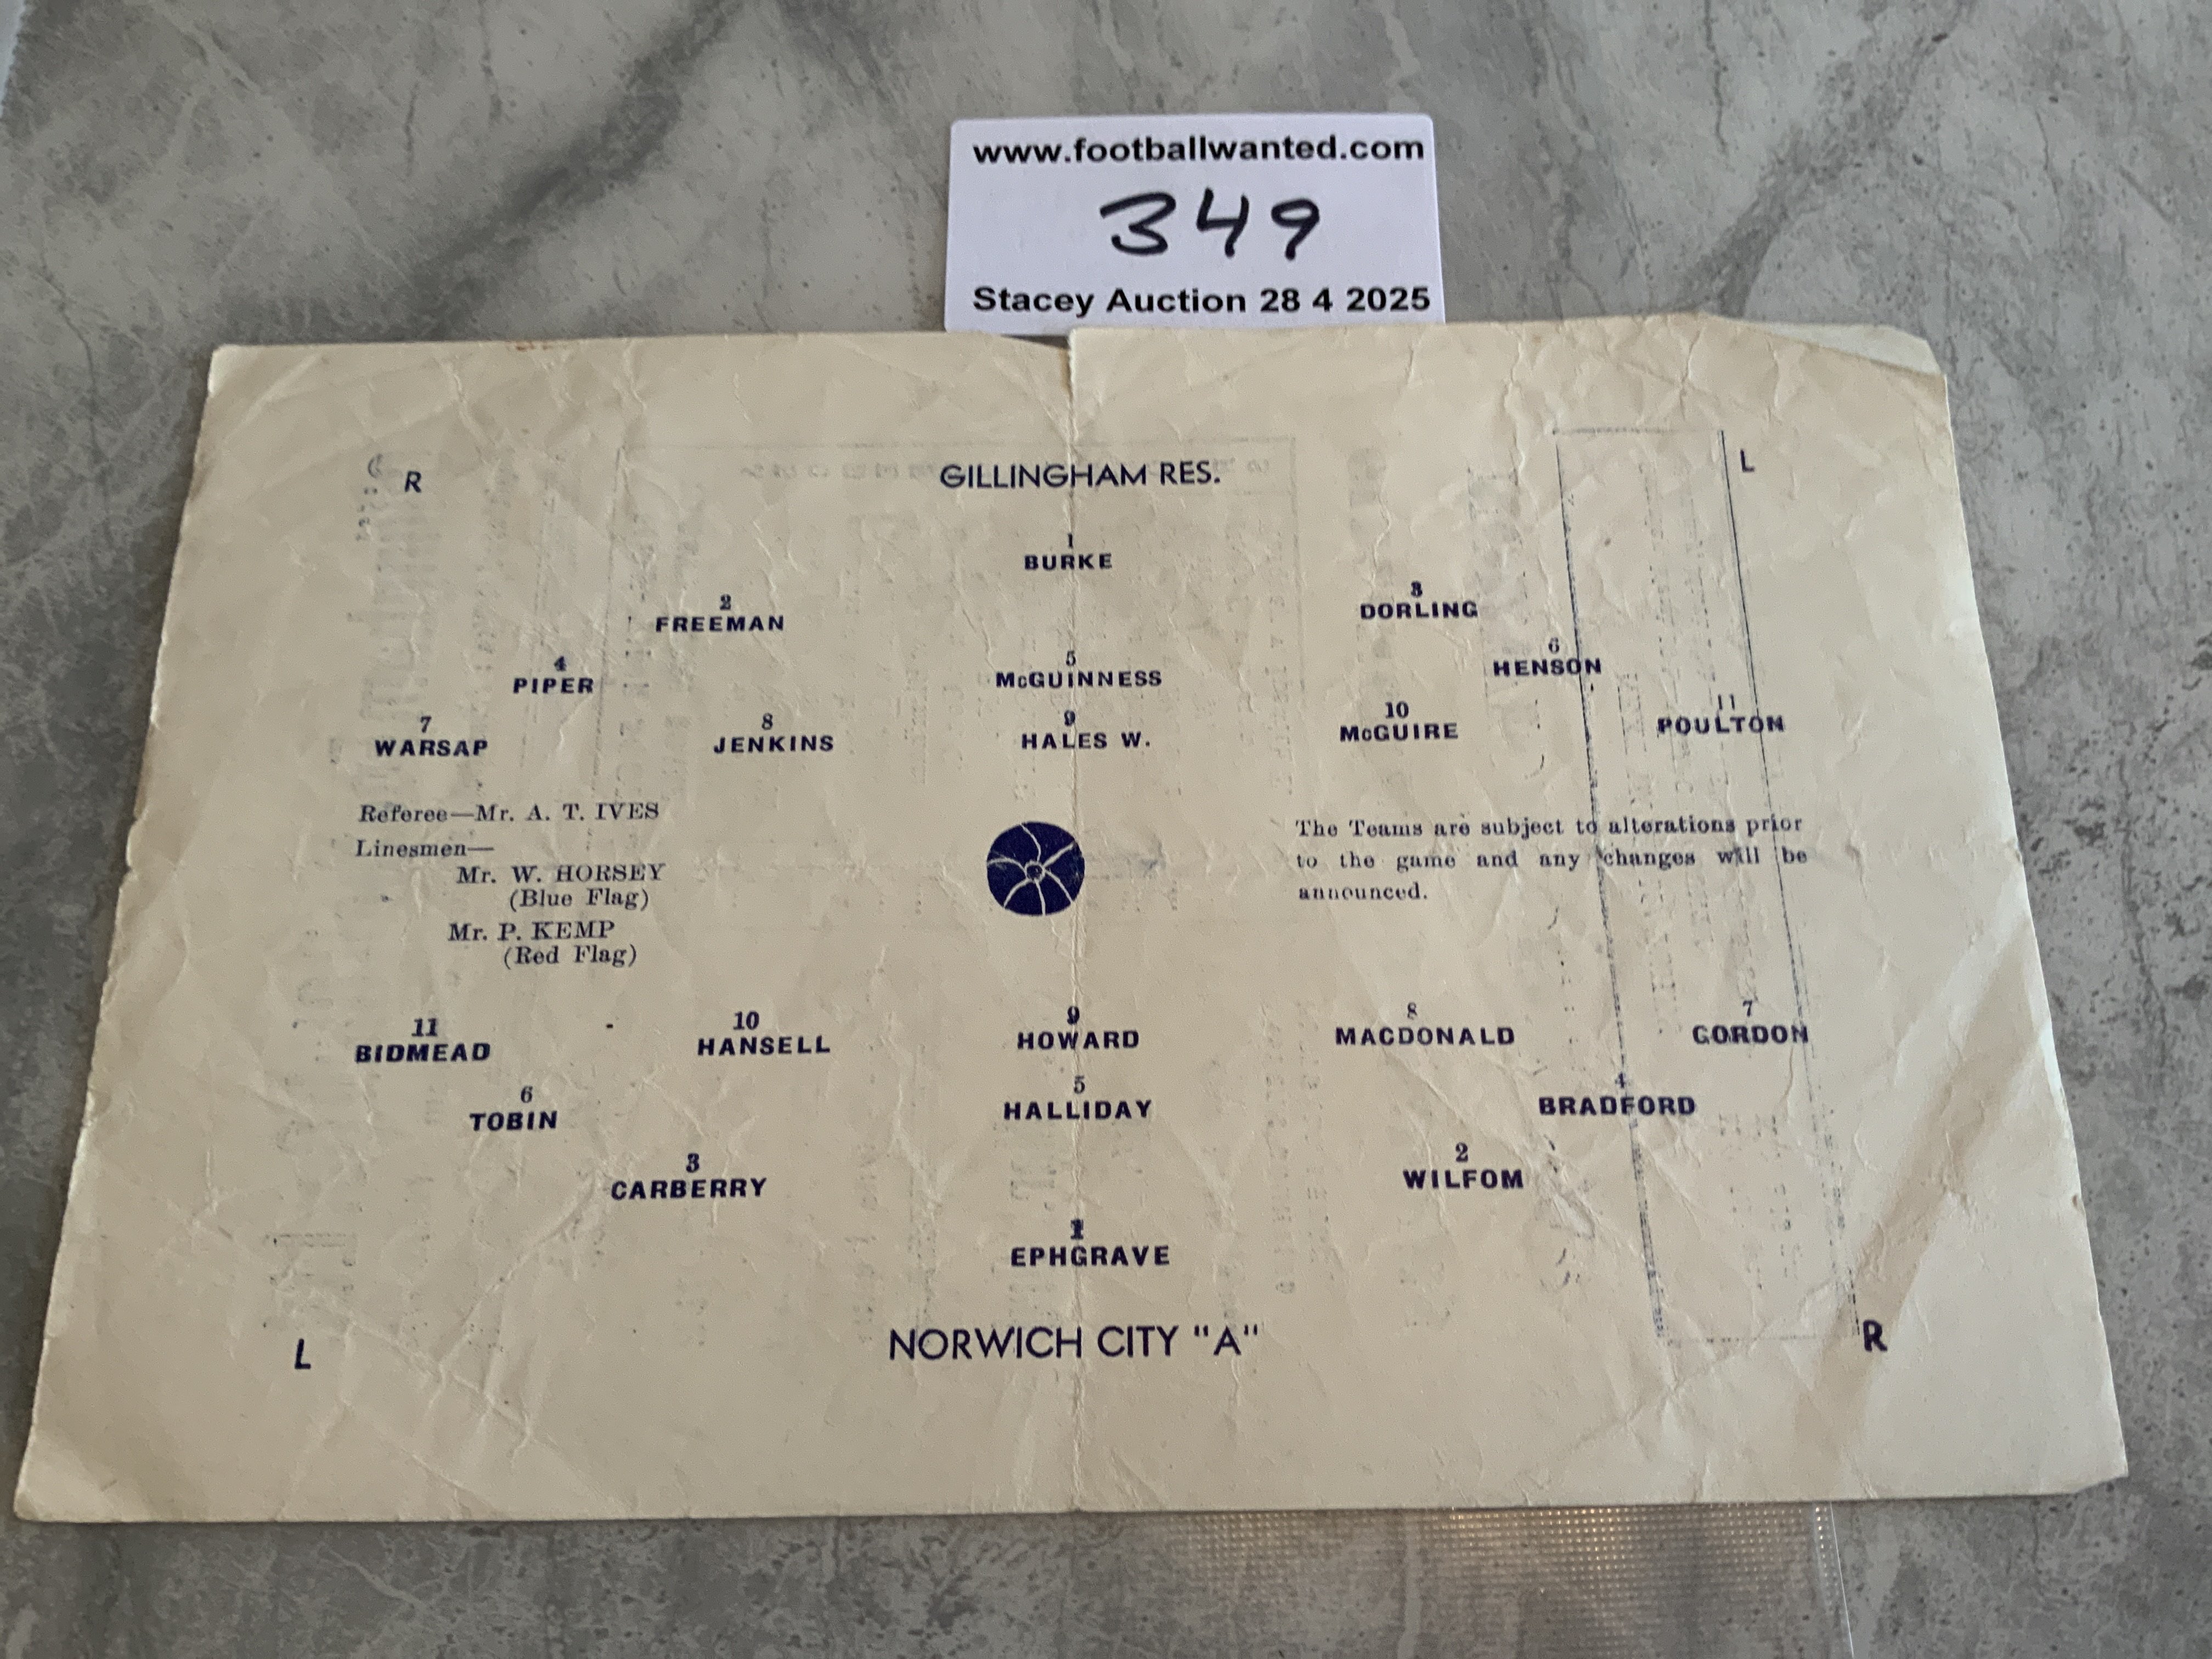 www.footballwanted.com
349
Stacey Auction 28 4 2025
R GILLINGHAM RES. L
1
BURKE
2
FREEMAN
3
DORLING
4
PIPER
5
McGUINNESS
6
HENSON
7
WARSAP
8
JENKINS
9
HALES W.
10
McGUIRE
11
POULTON
Referee—Mr. A. T. IVES
Linesmen—
Mr. W. HORSEY
(Blue Flag)
Mr. P. KEMP
(Red Flag)
The Teams are subject to alterations prior
to the game and any changes will be
announced.
11
BIDMEAD
10
HANSELL
9
HOWARD
8
MACDONALD
7
GORDON
6
TOBIN
5
HALLIDAY
4
BRADFORD
3
CARBERRY
2
WILFOM
1
EPHGRAVE
L NORWICH CITY "A" R